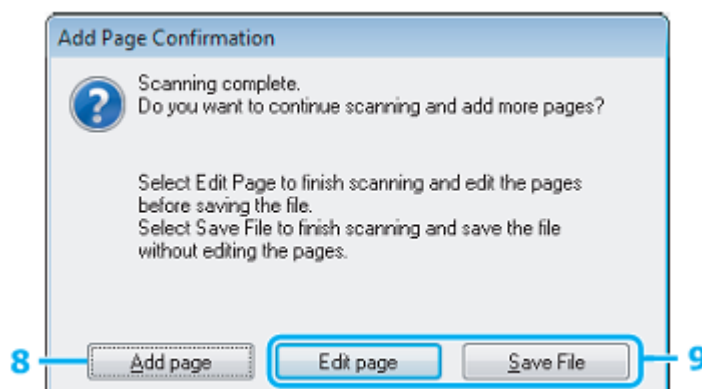 Add Page Confirmation
Scanning complete.
Do you want to continue scanning and add more pages?
Select Edit Page to finish scanning and edit the pages
before saving the file.
Select Save File to finish scanning and save the file
without editing the pages.
8 Add page Edit page Save File 9